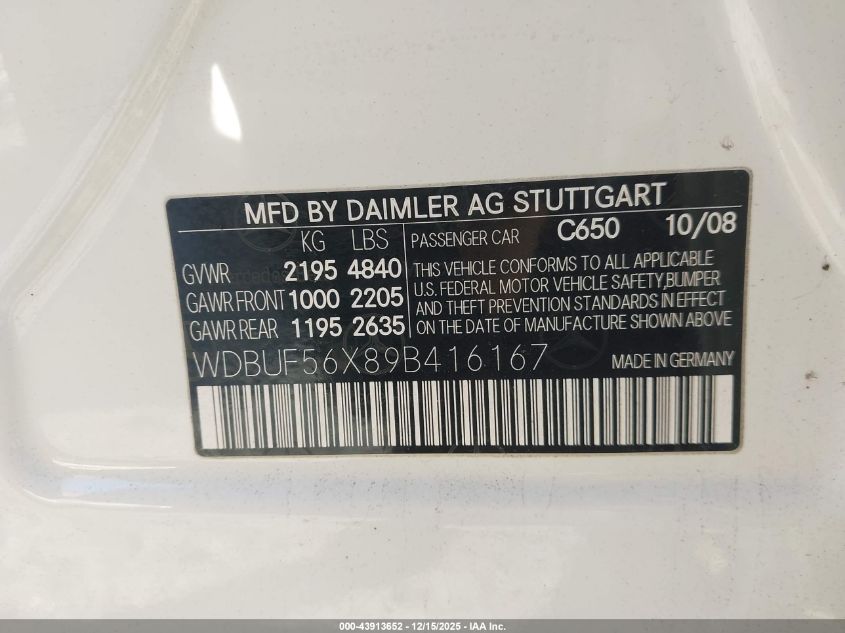 MFD BY DAIMLER AG STUTTGART
KG LBS
GVWR 2195 4840
GAWR FRONT 1000 2205
GAWR REAR 1195 2635
PASSENGER CAR C650 10/08
THIS VEHICLE CONFORMS TO ALL APPLICABLE
U.S. FEDERAL MOTOR VEHICLE SAFETY,BUMPER
AND THEFT PREVENTION STANDARDS IN EFFECT
ON THE DATE OF MANUFACTURE SHOWN ABOVE
WDBUF56X89B416167 MADE IN GERMANY
000-43913652 - 12/15/2025 - IAA Inc.